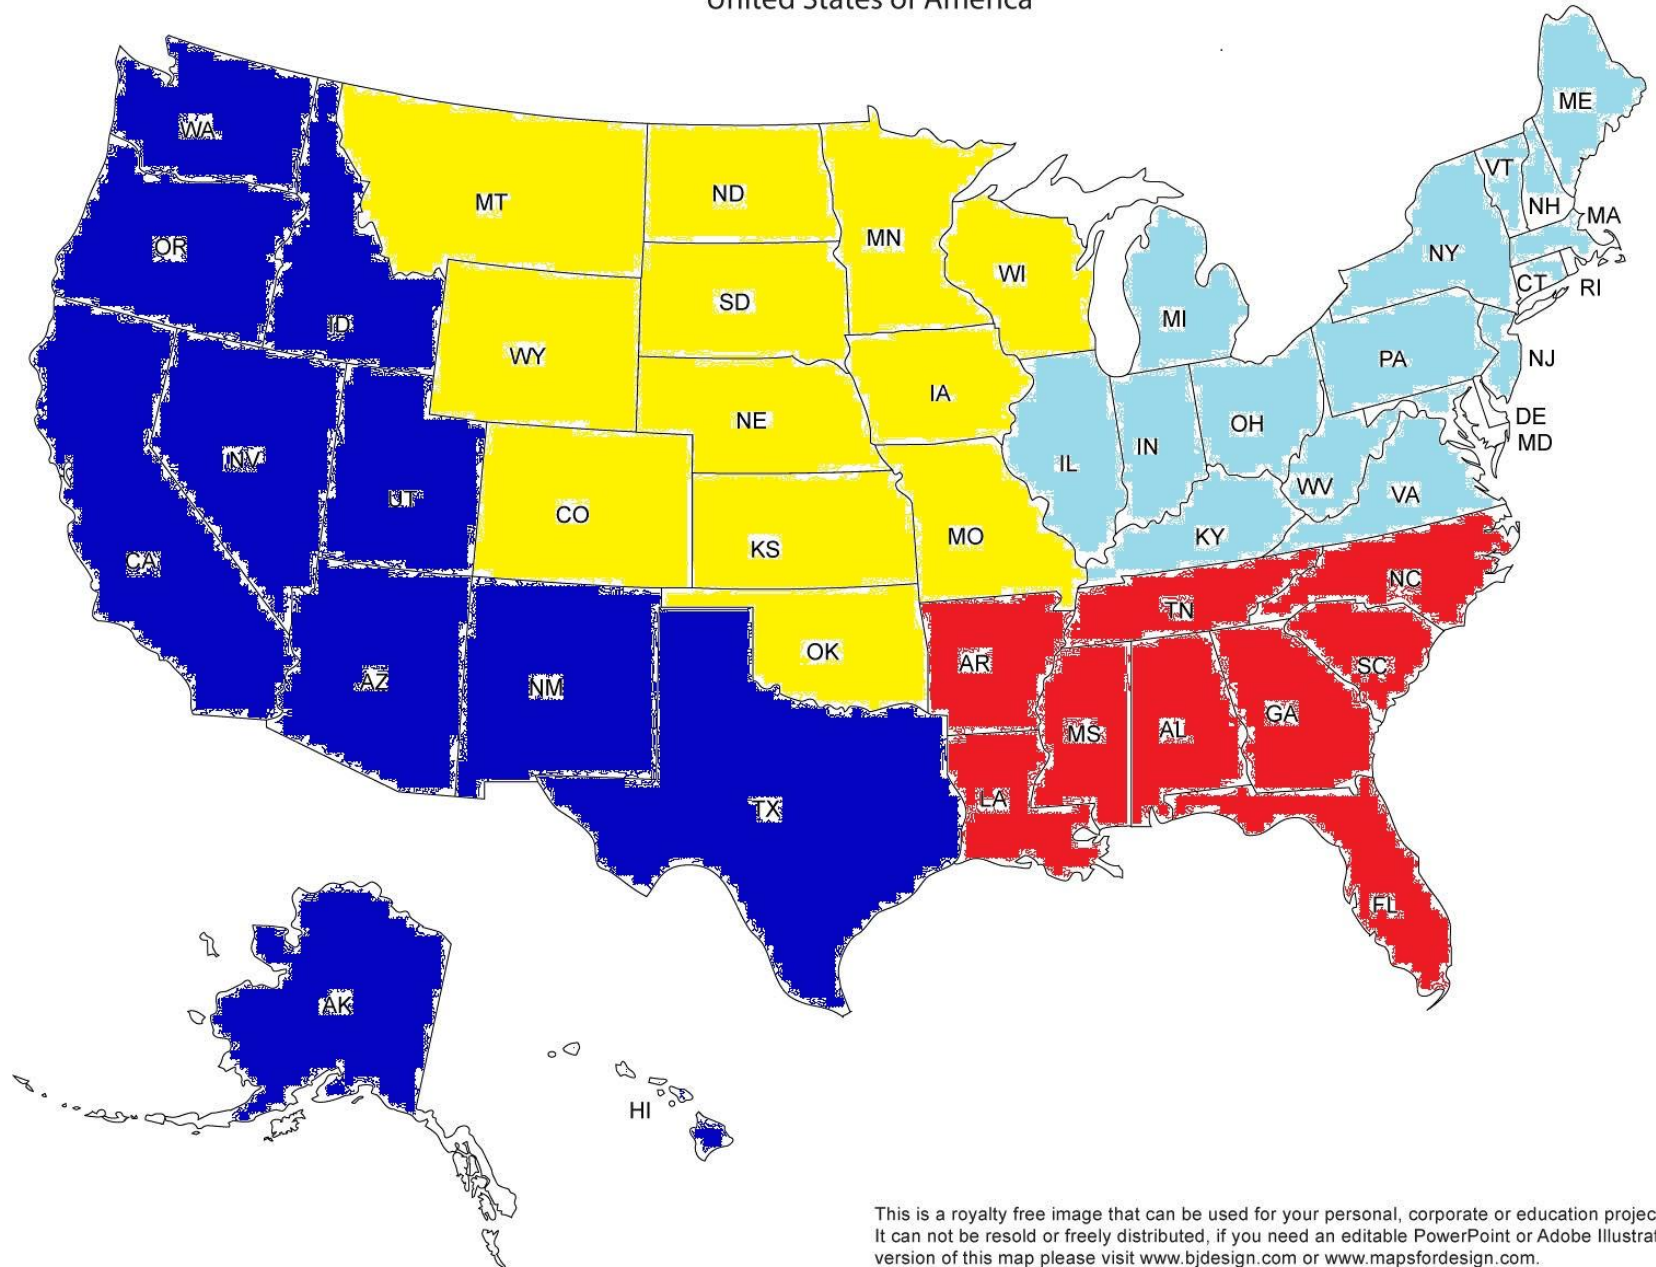 United States of America
ME
WA
VT
MT
ND
NH
MA
MN
OR
NY
WI
CT
RI
SD
MI
ID
WY
PA
NJ
IA
NE
OH
DE
MD
IN
NV
IL
WV
VA
UT
CO
MO
KY
KS
CA
NC
TN
OK
AR
SC
AZ
NM
GA
MS
AL
LA
TX
FL
AK
HI
This is a royalty free image that can be used for your personal, corporate or education projec
It can not be resold or freely distributed, if you need an editable PowerPoint or Adobe Illustrat
version of this map please visit www.bjdesign.com or www.mapsfordesign.com.